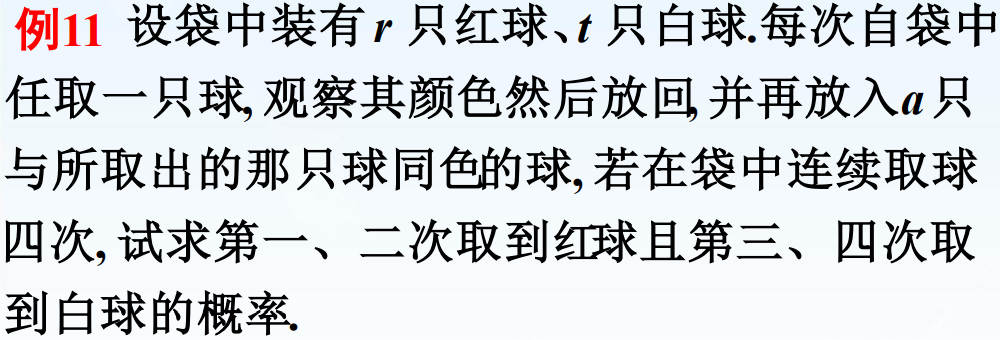 例11 设袋中装有 r 只红球、t 只白球.每次自袋中
任取一只球, 观察其颜色然后放回, 并再放入a 只
与所取出的那只球同色的球, 若在袋中连续取球
四次, 试求第一、二次取到红球且第三、四次取
到白球的概率.